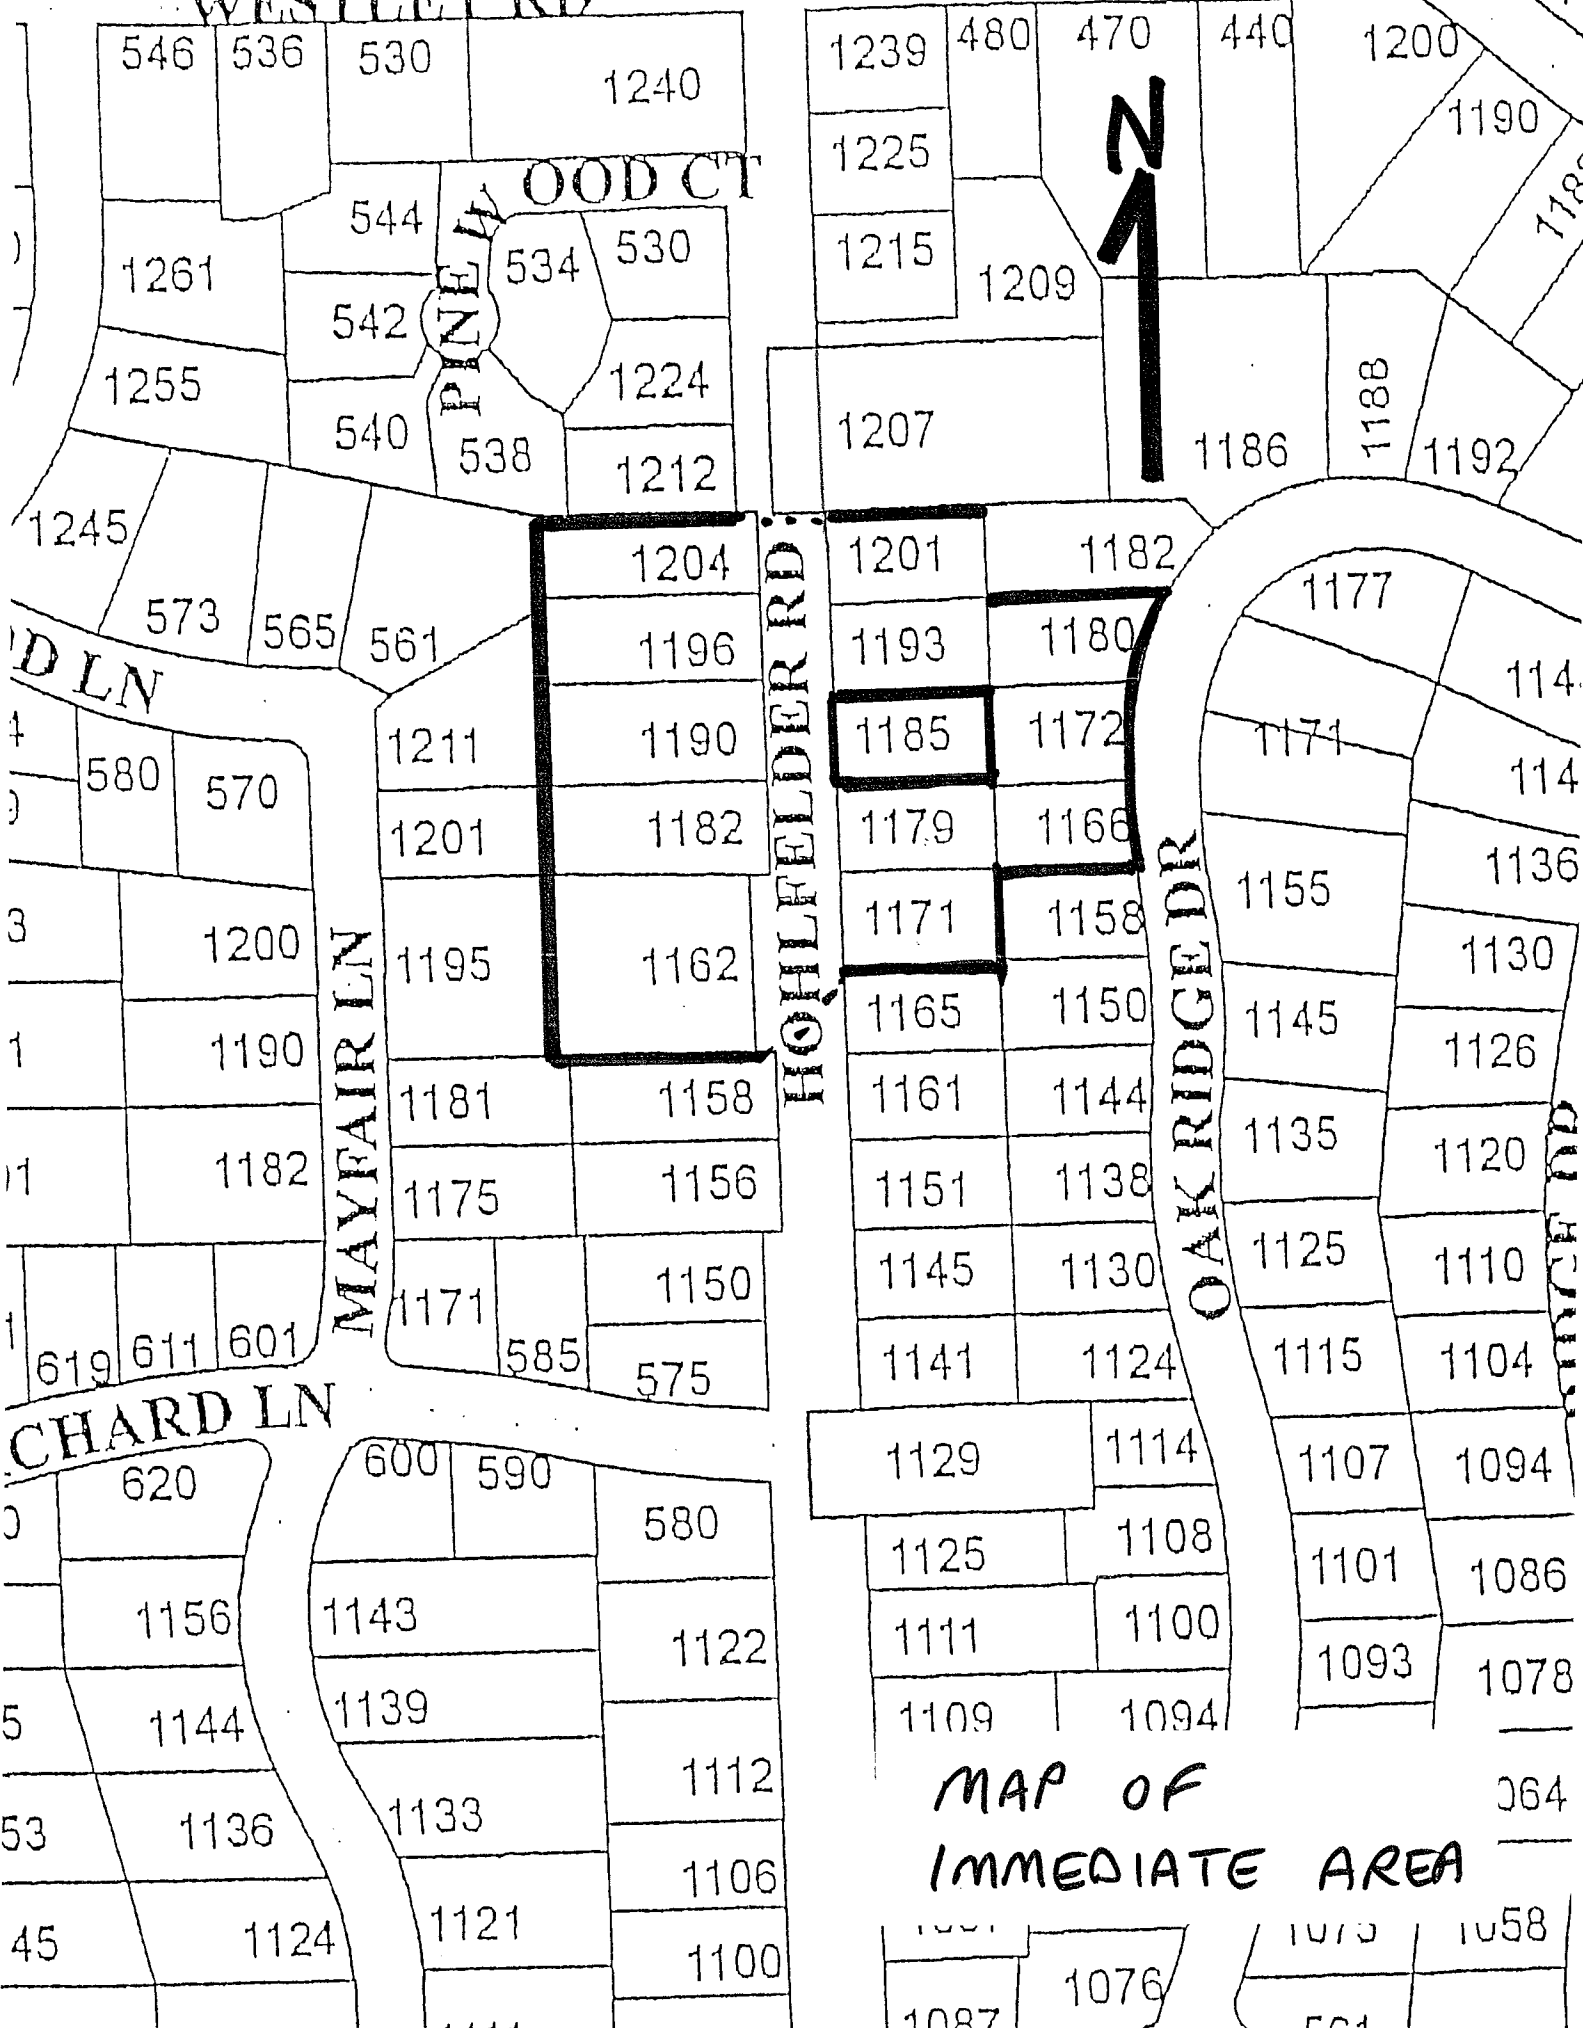 WESTLEY RD
546 536 530 1240 1239 480 470 440 1200
1190
N
1225
OOD CT
PINE W
544 534 530 1215 1209
1261
542
1255 540 538 1224 1207 1186 1188 1192
1212
1245 573 565 561
1204 1201 1182 1177
HOHLFELDER RD
1196 1193 1180
D LN
1211 1190 1185 1172 1171
580 570
1201 1182 1179 1166 1155 1136
1171 1158
1200 1195 1162 1130
MAYFAIR LN
OAK RIDGE DR
1165 1150 1145 1126
1190 1181 1158 1161 1144 1135 1120
1182 1175 1156 1151 1138 1125 1110
1171 1150 1145 1130
619 611 601 585 575 1141 1124 1115 1104
CHARD LN
620 600 590 1129 1114 1107 1094
580 1125 1108 1101 1086
1156 1143 1122 1111 1100 1093 1078
1144 1139 1109 1094
1112
MAP OF
1136 1133
IMMEDIATE AREA
1106
1124 1121 1058
45 1100 1076
1087